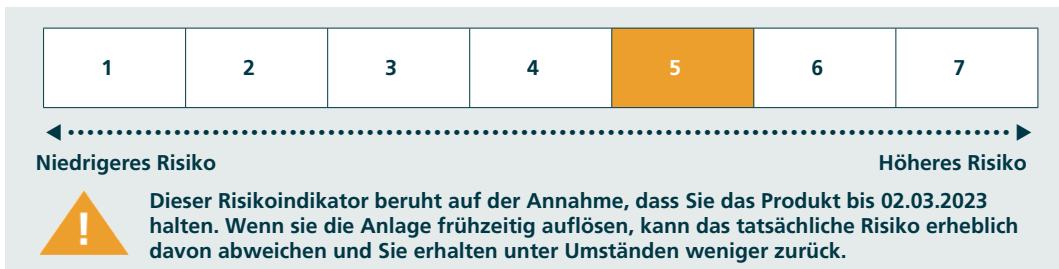 1 2 3 4 5 6 7
Niedrigeres Risiko Höheres Risiko
Dieser Risikoindikator beruht auf der Annahme, dass Sie das Produkt bis 02.03.2023
halten. Wenn sie die Anlage frühzeitig auflösen, kann das tatsächliche Risiko erheblich
davon abweichen und Sie erhalten unter Umständen weniger zurück.